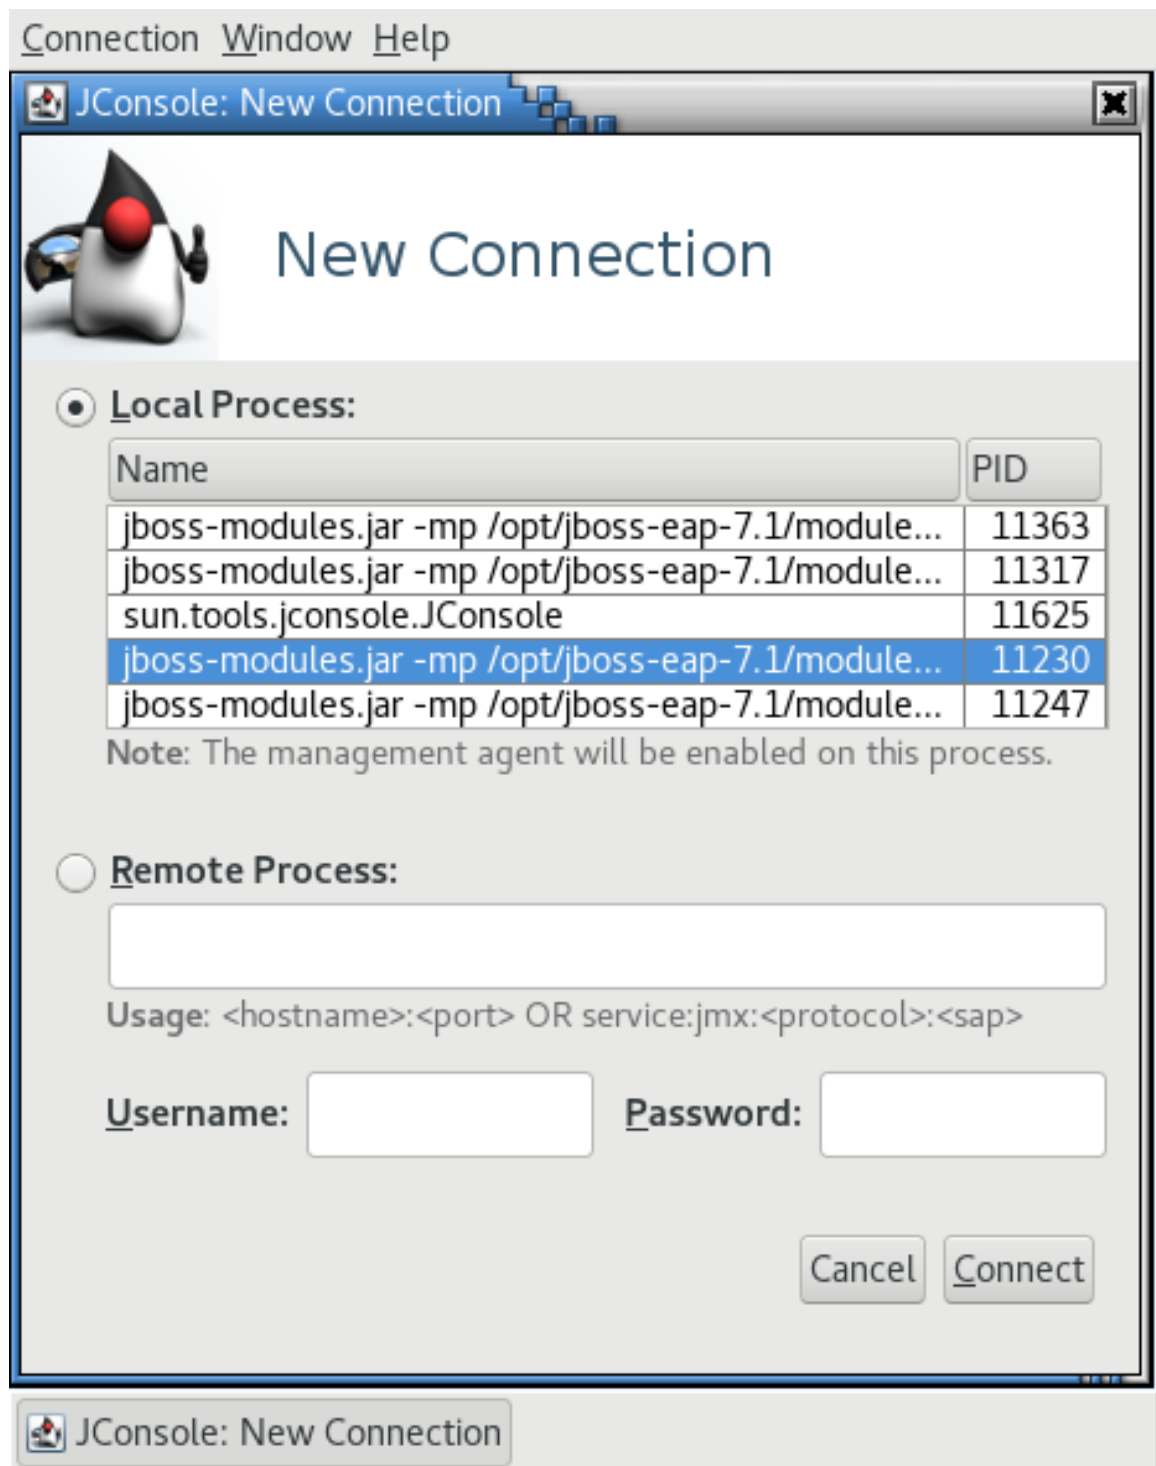 Connection Window Help
JConsole: New Connection
New Connection
Local Process:
Name PID
jboss-modules.jar -mp /opt/jboss-eap-7.1/module... 11363
jboss-modules.jar -mp /opt/jboss-eap-7.1/module... 11317
sun.tools.jconsole.JConsole 11625
jboss-modules.jar -mp /opt/jboss-eap-7.1/module... 11230
jboss-modules.jar -mp /opt/jboss-eap-7.1/module... 11247
Note: The management agent will be enabled on this process.
Remote Process:
Usage: <hostname>:<port> OR service:jmx:<protocol>:<sap>
Username: Password:
Cancel Connect
JConsole: New Connection